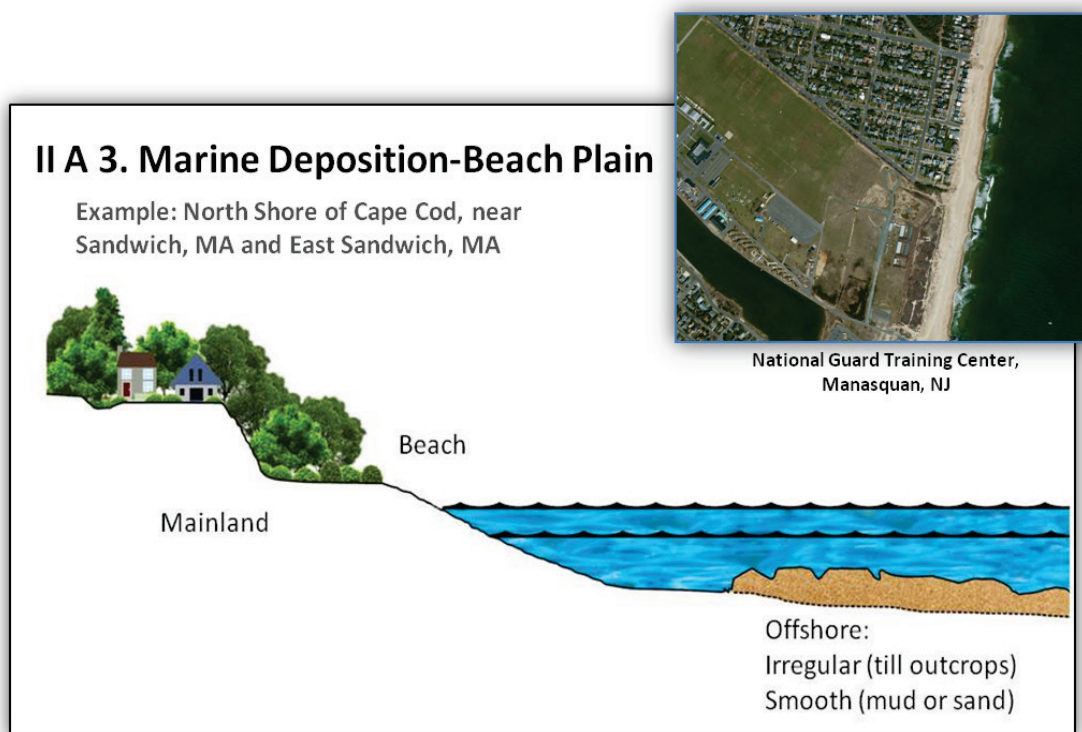 II A 3. Marine Deposition-Beach Plain
Example: North Shore of Cape Cod, near
Sandwich, MA and East Sandwich, MA
National Guard Training Center,
Manasquan, NJ
Beach
Mainland
Offshore:
Irregular (till outcrops)
Smooth (mud or sand)